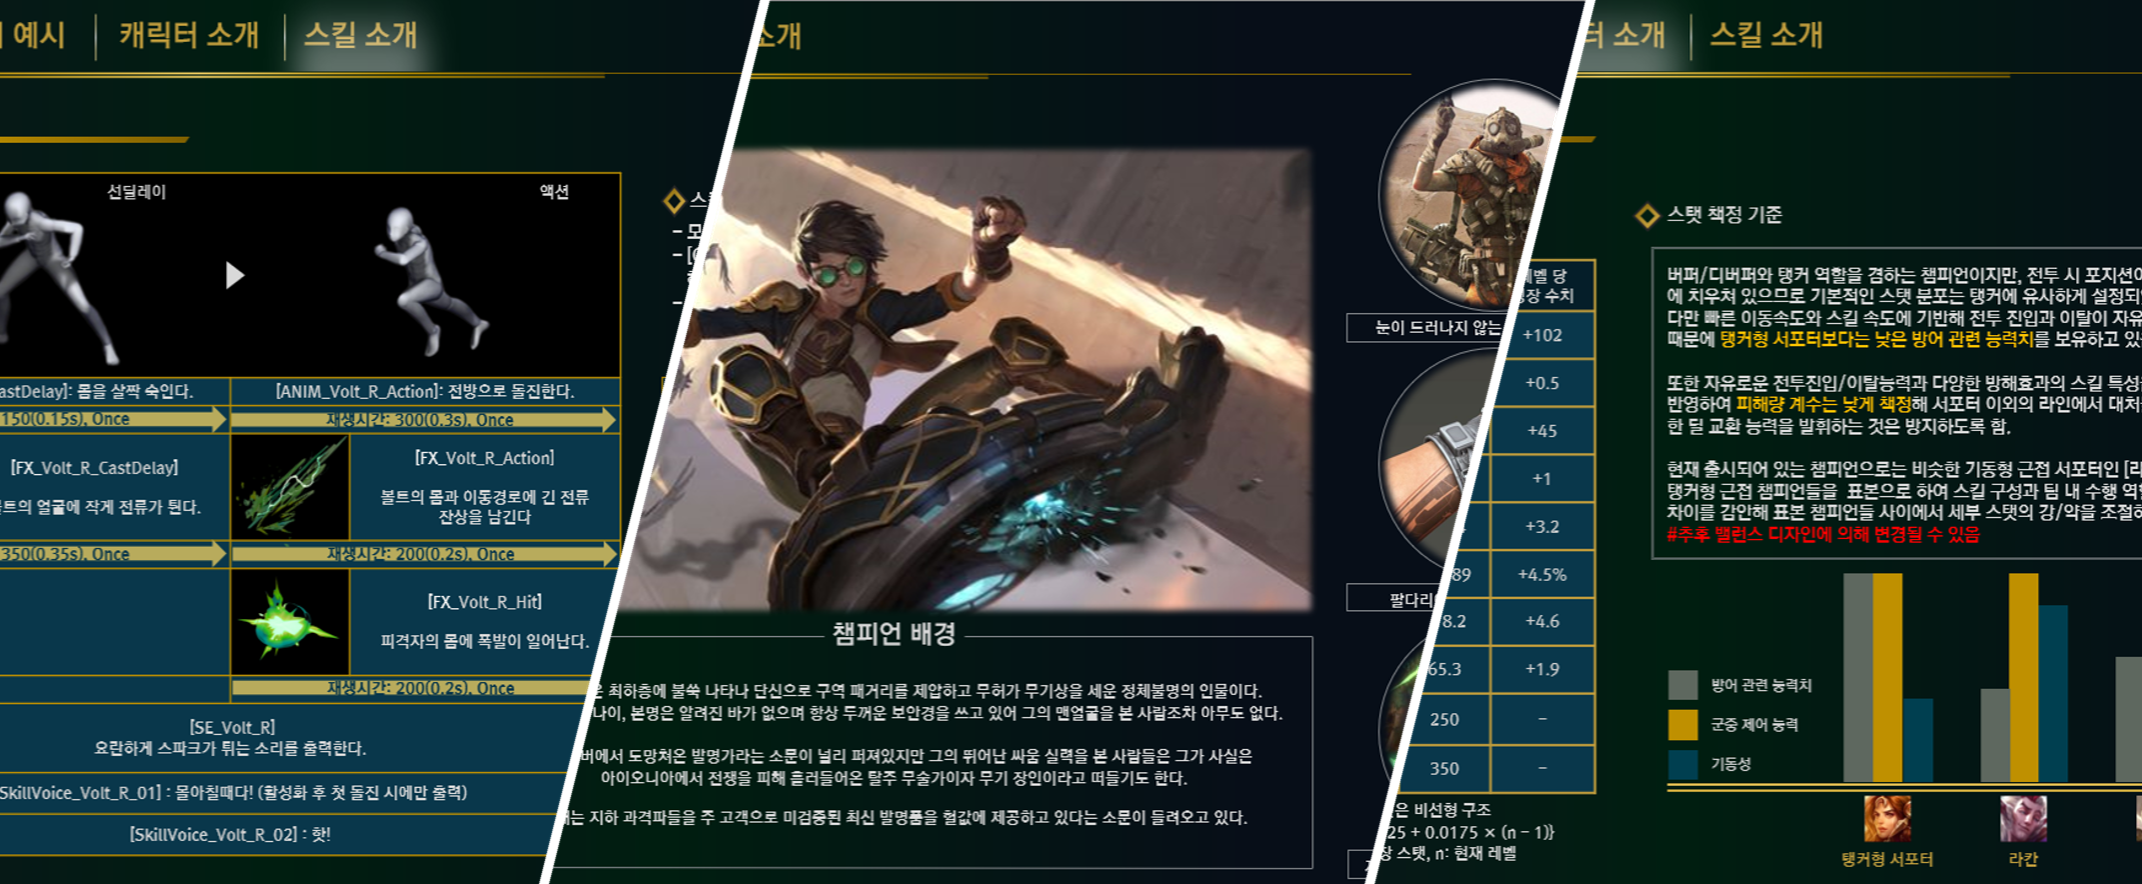 예시
캐릭터 소개
스킬 소개
선딜레이
액션
astDelay]: 몸을 살짝 숙인다.
[ANIM_Volt_R_Action]: 전방으로 돌진한다.
150(0.15s), Once
재생시간: 300(0.3s), Once
[FX_Volt_R_CastDelay]
트의 얼굴에 작게 전류가 튄다.
[FX_Volt_R_Action]
볼트의 몸과 이동경로에 긴 전류
잔상을 남긴다
350(0.35s), Once
재생시간: 200(0.2s), Once
[FX_Volt_R_Hit]
피격자의 몸에 폭발이 일어난다.
재생시간: 200(0.2s), Once
[SE_Volt_R]
요란하게 스파크가 튀는 소리를 출력한다.
SkillVoice_Volt_R_01] : 몰아칠때다! (활성화 후 첫 돌진 시에만 출력)
[SkillVoice_Volt_R_02] : 핫!
소개
챔피언 배경
최하층에 불쑥 나타나 단신으로 구역 패거리를 제압하고 무허가 무기상을 세운 정체불명의 인물이다.
나이, 본명은 알려진 바가 없으며 항상 두꺼운 보안경을 쓰고 있어 그의 맨얼굴을 본 사람조차 아무도 없다.
버에서 도망쳐온 발명가라는 소문이 널리 퍼져있지만 그의 뛰어난 싸움 실력을 본 사람들은 그가 사실은
아이오니아에서 전쟁을 피해 흘러들어온 탈주 무술가이자 무기 장인이라고 떠들기도 한다.
는 지하 과격파들을 주 고객으로 미검증된 최신 발명품을 헐값에 제공하고 있다는 소문이 들려오고 있다.
눈이 드러나지 않는
팔다리
터 소개
스킬 소개
레벨 당
성장 수치
+102
+0.5
+45
+1
+3.2
89
+4.5%
8.2
+4.6
65.3
+1.9
250
-
350
-
은 비선형 구조
25 + 0.0175 × (n - 1)}
장 스탯, n: 현재 레벨
스탯 책정 기준
버퍼/디버퍼와 탱커 역할을 겸하는 챔피언이지만, 전투 시 포지션이
에 치우쳐 있으므로 기본적인 스탯 분포는 탱커에 유사하게 설정되
다만 빠른 이동속도와 스킬 속도에 기반해 전투 진입과 이탈이 자유
때문에 탱커형 서포터보다는 낮은 방어 관련 능력치를 보유하고 있
또한 자유로운 전투진입/이탈능력과 다양한 방해효과의 스킬 특성
반영하여 피해량 계수는 낮게 책정해 서포터 이외의 라인에서 대처
한 딜 교환 능력을 발휘하는 것은 방지하도록 함.
현재 출시되어 있는 챔피언으로는 비슷한 기동형 근접 서포터인 [라
탱커형 근접 챔피언들을 표본으로 하여 스킬 구성과 팀 내 수행 역할
차이를 감안해 표본 챔피언들 사이에서 세부 스탯의 강/약을 조절하
#추후 밸런스 디자인에 의해 변경될 수 있음
방어 관련 능력치
군중 제어 능력
기동성
탱커형 서포터
라칸